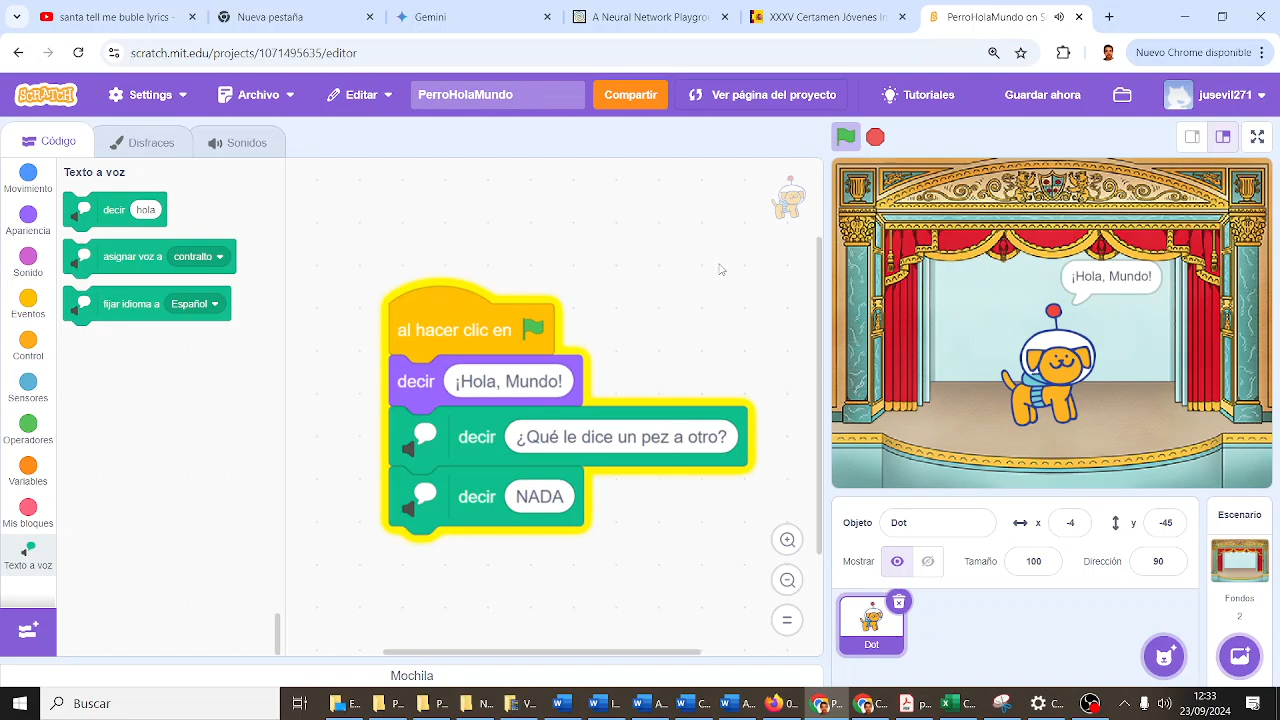 santa tell me bublé lyrics -
Nueva pestaña
Gemini
A Neural Network Playgrou
XXXV Certamen Jóvenes In
HolaMundo
scratch.mit.edu/projects/1071495635/editor
Nuevo Chrome disponible
SCRATCH
Settings
Archivo
Editar
PerroHolaMundo
Compartir
Ver página del proyecto
Tutoriales
Guardar ahora
jusevil271
Código
Disfraces
Sonidos
Movimiento
Apariencia
Sonido
Eventos
Control
Sensores
Operadores
Variables
Mis bloques
Texto a voz
Texto a voz
decir hola
asignar voz a contralto
fijar idioma a Español
al hacer clic en
decir ¡Hola, Mundo!
decir ¿Qué le dice un pez a otro?
decir NADA
¡Hola, Mundo!
Objeto Dot x -4 y -45
Mostrar Tamaño 100 Dirección 90
Dot
Escenario
Fondos
2
Mochila
Buscar
12:33
23/09/2024